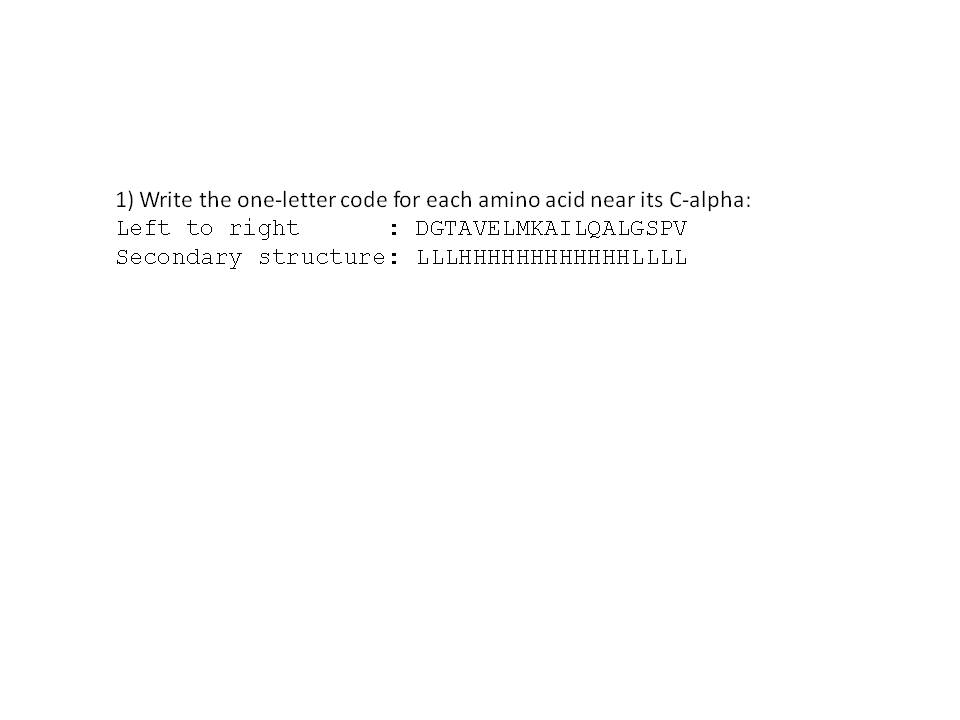 1) Write the one-letter code for each amino acid near its C-alpha:
Left to right      : DGTAVELMKAILQALGSPV
Secondary structure: LLLHHHHHHHHHHHHLLLL